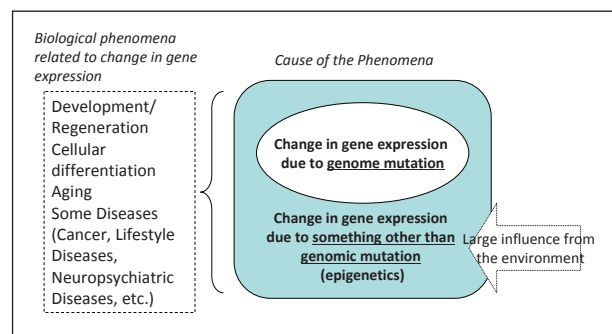 Biological phenomena
related to change in gene
expression
Cause of the Phenomena
Development/
Regeneration
Cellular
differentiation
Aging
Some Diseases
(Cancer, Lifestyle
Diseases,
Neuropsychiatric
Diseases, etc.)
Change in gene expression
due to genome mutation
Change in gene expression
due to something other than
genomic mutation
(epigenetics)
Large influence from
the environment